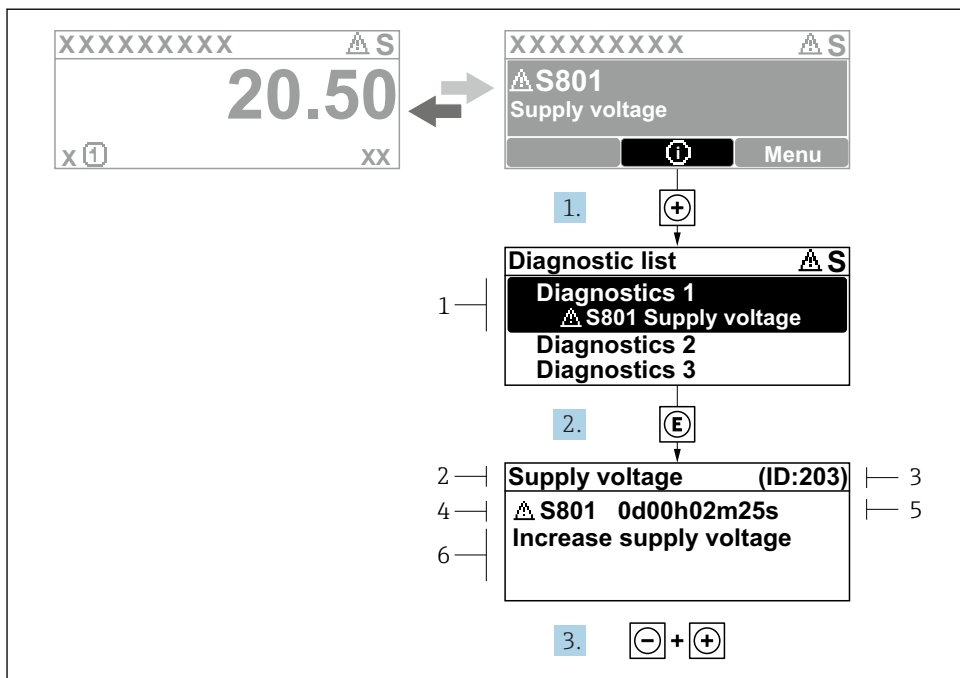 XXXXXXXXX ⚠ S
20.50
X 1 XX
XXXXXXXXX ⚠ S
⚠S801
Supply voltage
i Menu
1. +
Diagnostic list ⚠ S
1
Diagnostics 1
⚠ S801 Supply voltage
Diagnostics 2
Diagnostics 3
2. E
2 Supply voltage (ID:203) 3
4 ⚠ S801 0d00h02m25s 5
6 Increase supply voltage
3. − + +